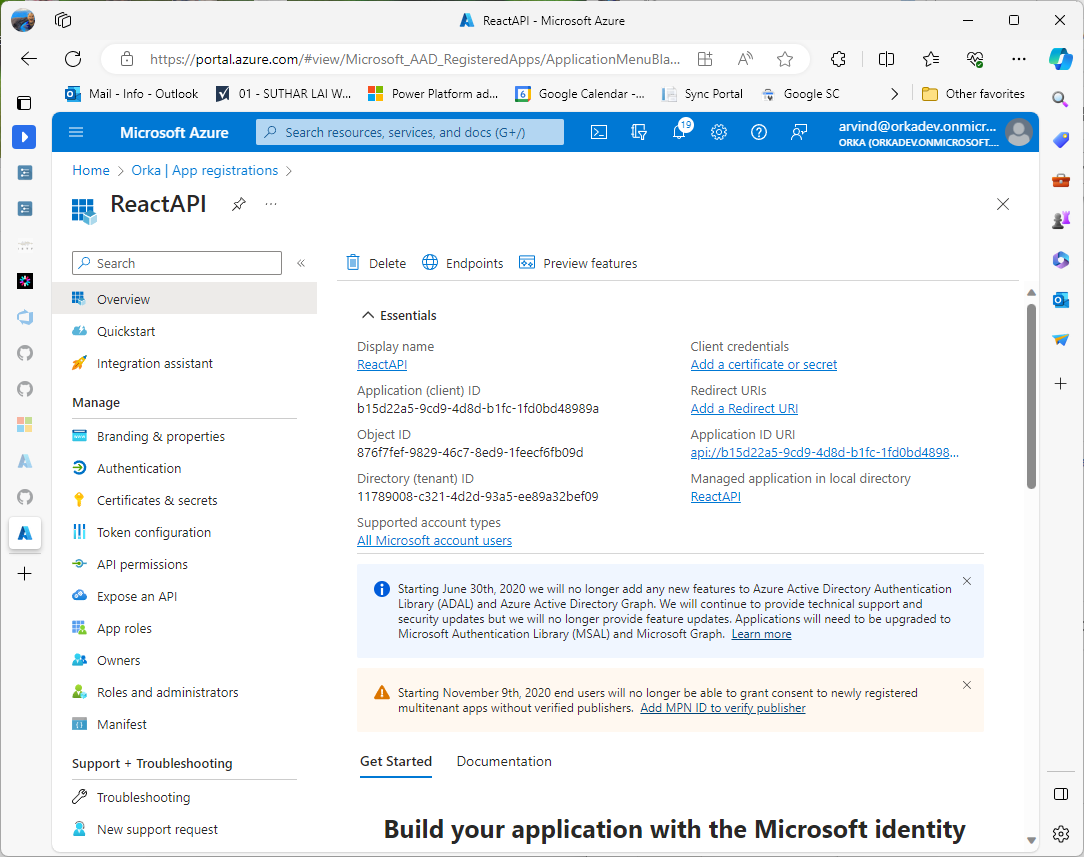 ReactAPI - Microsoft Azure
https://portal.azure.com/#view/Microsoft_AAD_RegisteredApps/ApplicationMenuBla...
Mail - Info - Outlook
01 - SUTHAR LAI W...
Power Platform ad...
Google Calendar -...
Sync Portal
Google SC
Other favorites
Microsoft Azure
Search resources, services, and docs (G+/)
19
arvind@orkadev.onmicr...
ORKA (ORKADEV.ONMICROSOFT....
Home > Orka | App registrations >
ReactAPI
...
Search
«
Delete
Endpoints
Preview features
Overview
Quickstart
Integration assistant
Manage
Branding & properties
Authentication
Certificates & secrets
Token configuration
API permissions
Expose an API
App roles
Owners
Roles and administrators
Manifest
Support + Troubleshooting
Troubleshooting
New support request
Essentials
Display name
ReactAPI
Application (client) ID
b15d22a5-9cd9-4d8d-b1fc-1fd0bd48989a
Object ID
876f7fef-9829-46c7-8ed9-1feecf6fb09d
Directory (tenant) ID
11789008-c321-4d2d-93a5-ee89a32bef09
Supported account types
All Microsoft account users
Client credentials
Add a certificate or secret
Redirect URIs
Add a Redirect URI
Application ID URI
api://b15d22a5-9cd9-4d8d-b1fc-1fd0bd4898...
Managed application in local directory
ReactAPI
Starting June 30th, 2020 we will no longer add any new features to Azure Active Directory Authentication
Library (ADAL) and Azure Active Directory Graph. We will continue to provide technical support and
security updates but we will no longer provide feature updates. Applications will need to be upgraded to
Microsoft Authentication Library (MSAL) and Microsoft Graph. Learn more
Starting November 9th, 2020 end users will no longer be able to grant consent to newly registered
multitenant apps without verified publishers. Add MPN ID to verify publisher
Get Started
Documentation
Build your application with the Microsoft identity